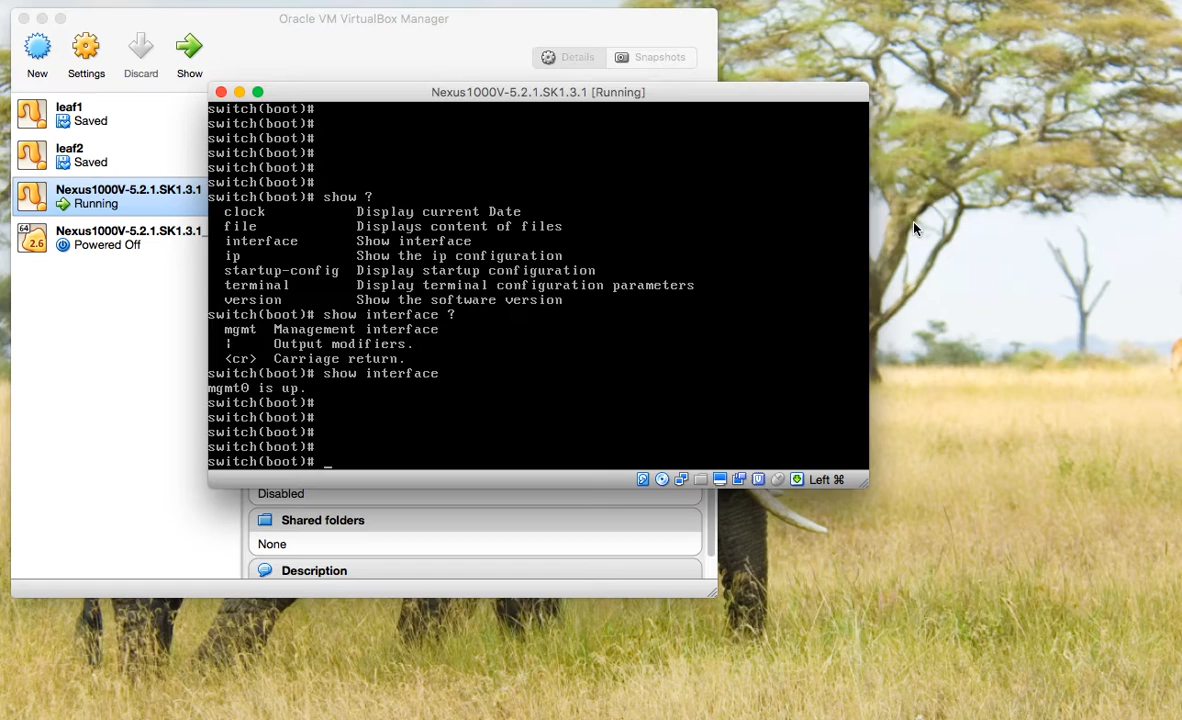 Oracle VM VirtualBox Manager
New
Settings
Discard
Show
Details
Snapshots
leaf1
Saved
leaf2
Saved
Nexus1000V-5.2.1.SK1.3.1
Running
64
2.6
Nexus1000V-5.2.1.SK1.3.1_
Powered Off
Nexus1000V-5.2.1.SK1.3.1 [Running]
switch(boot)#
switch(boot)#
switch(boot)#
switch(boot)#
switch(boot)#
switch(boot)#
switch(boot)# show ?
clock Display current Date
file Displays content of files
interface Show interface
ip Show the ip configuration
startup-config Display startup configuration
terminal Display terminal configuration parameters
version Show the software version
switch(boot)# show interface ?
mgmt Management interface
| Output modifiers.
<cr> Carriage return.
switch(boot)# show interface
mgmt0 is up.
switch(boot)#
switch(boot)#
switch(boot)#
switch(boot)#
switch(boot)# _
Left ⌘
Disabled
Shared folders
None
Description